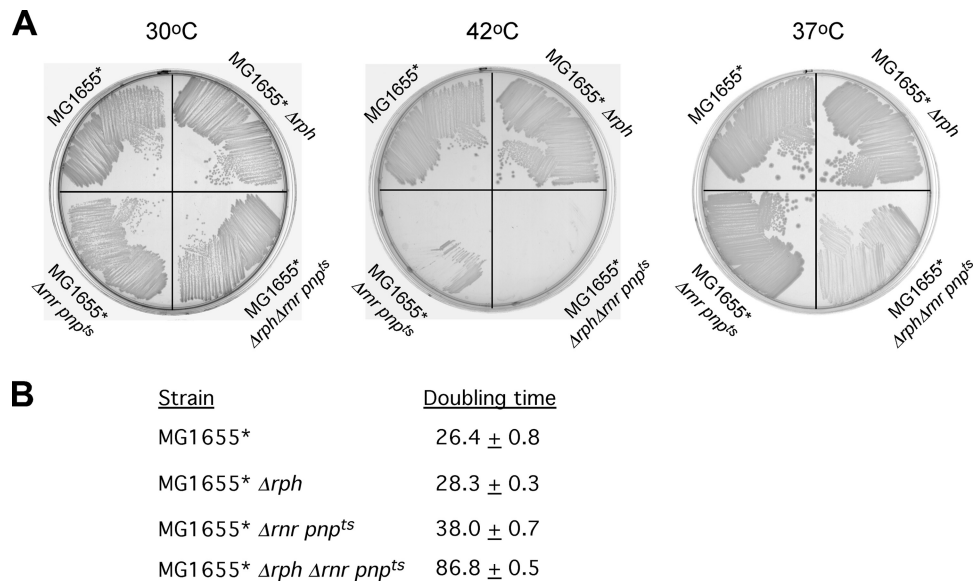 A
30°C
42°C
37°C
MG1655*
MG1655* Δrph
MG1655* Δrnr pnpts
MG1655* ΔrphΔrnr pnpts
MG1655*
MG1655* Δrph
MG1655* Δrnr pnpts
MG1655* ΔrphΔrnr pnpts
MG1655*
MG1655* Δrph
MG1655* Δrnr pnpts
MG1655* ΔrphΔrnr pnpts
B
Strain Doubling time
MG1655* 26.4 ± 0.8
MG1655* Δrph 28.3 ± 0.3
MG1655* Δrnr pnpts 38.0 ± 0.7
MG1655* Δrph Δrnr pnpts 86.8 ± 0.5